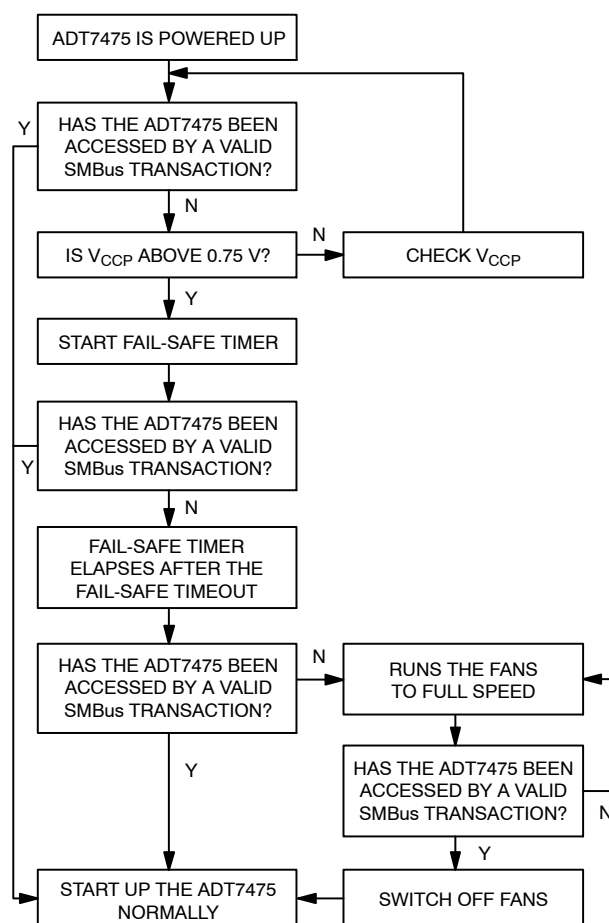 ADT7475 IS POWERED UP
Y
HAS THE ADT7475 BEEN
ACCESSED BY A VALID
SMBus TRANSACTION?
N
IS VCCP ABOVE 0.75 V?
N
CHECK VCCP
Y
START FAIL-SAFE TIMER
HAS THE ADT7475 BEEN
ACCESSED BY A VALID
SMBus TRANSACTION?
Y
N
FAIL-SAFE TIMER
ELAPSES AFTER THE
FAIL-SAFE TIMEOUT
HAS THE ADT7475 BEEN
ACCESSED BY A VALID
SMBus TRANSACTION?
N
RUNS THE FANS
TO FULL SPEED
Y
HAS THE ADT7475 BEEN
ACCESSED BY A VALID
SMBus TRANSACTION?
N
Y
START UP THE ADT7475
NORMALLY
SWITCH OFF FANS